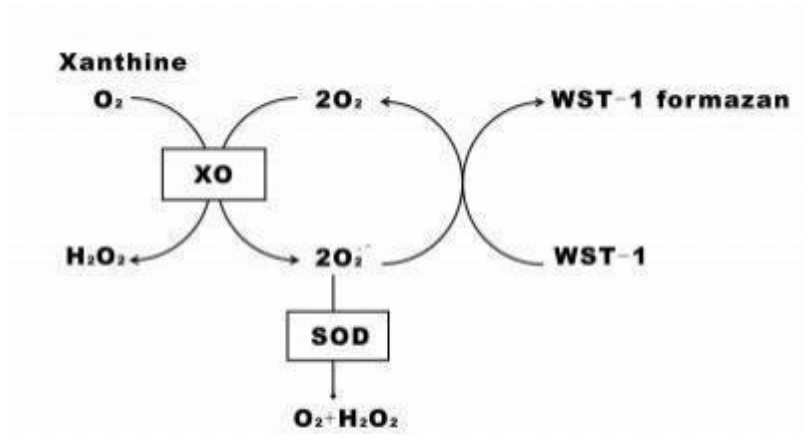 Xanthine
O₂ 2O₂ WST-1 formazan
XO
H₂O₂ 2O₂·⁻ WST-1
SOD
O₂+H₂O₂